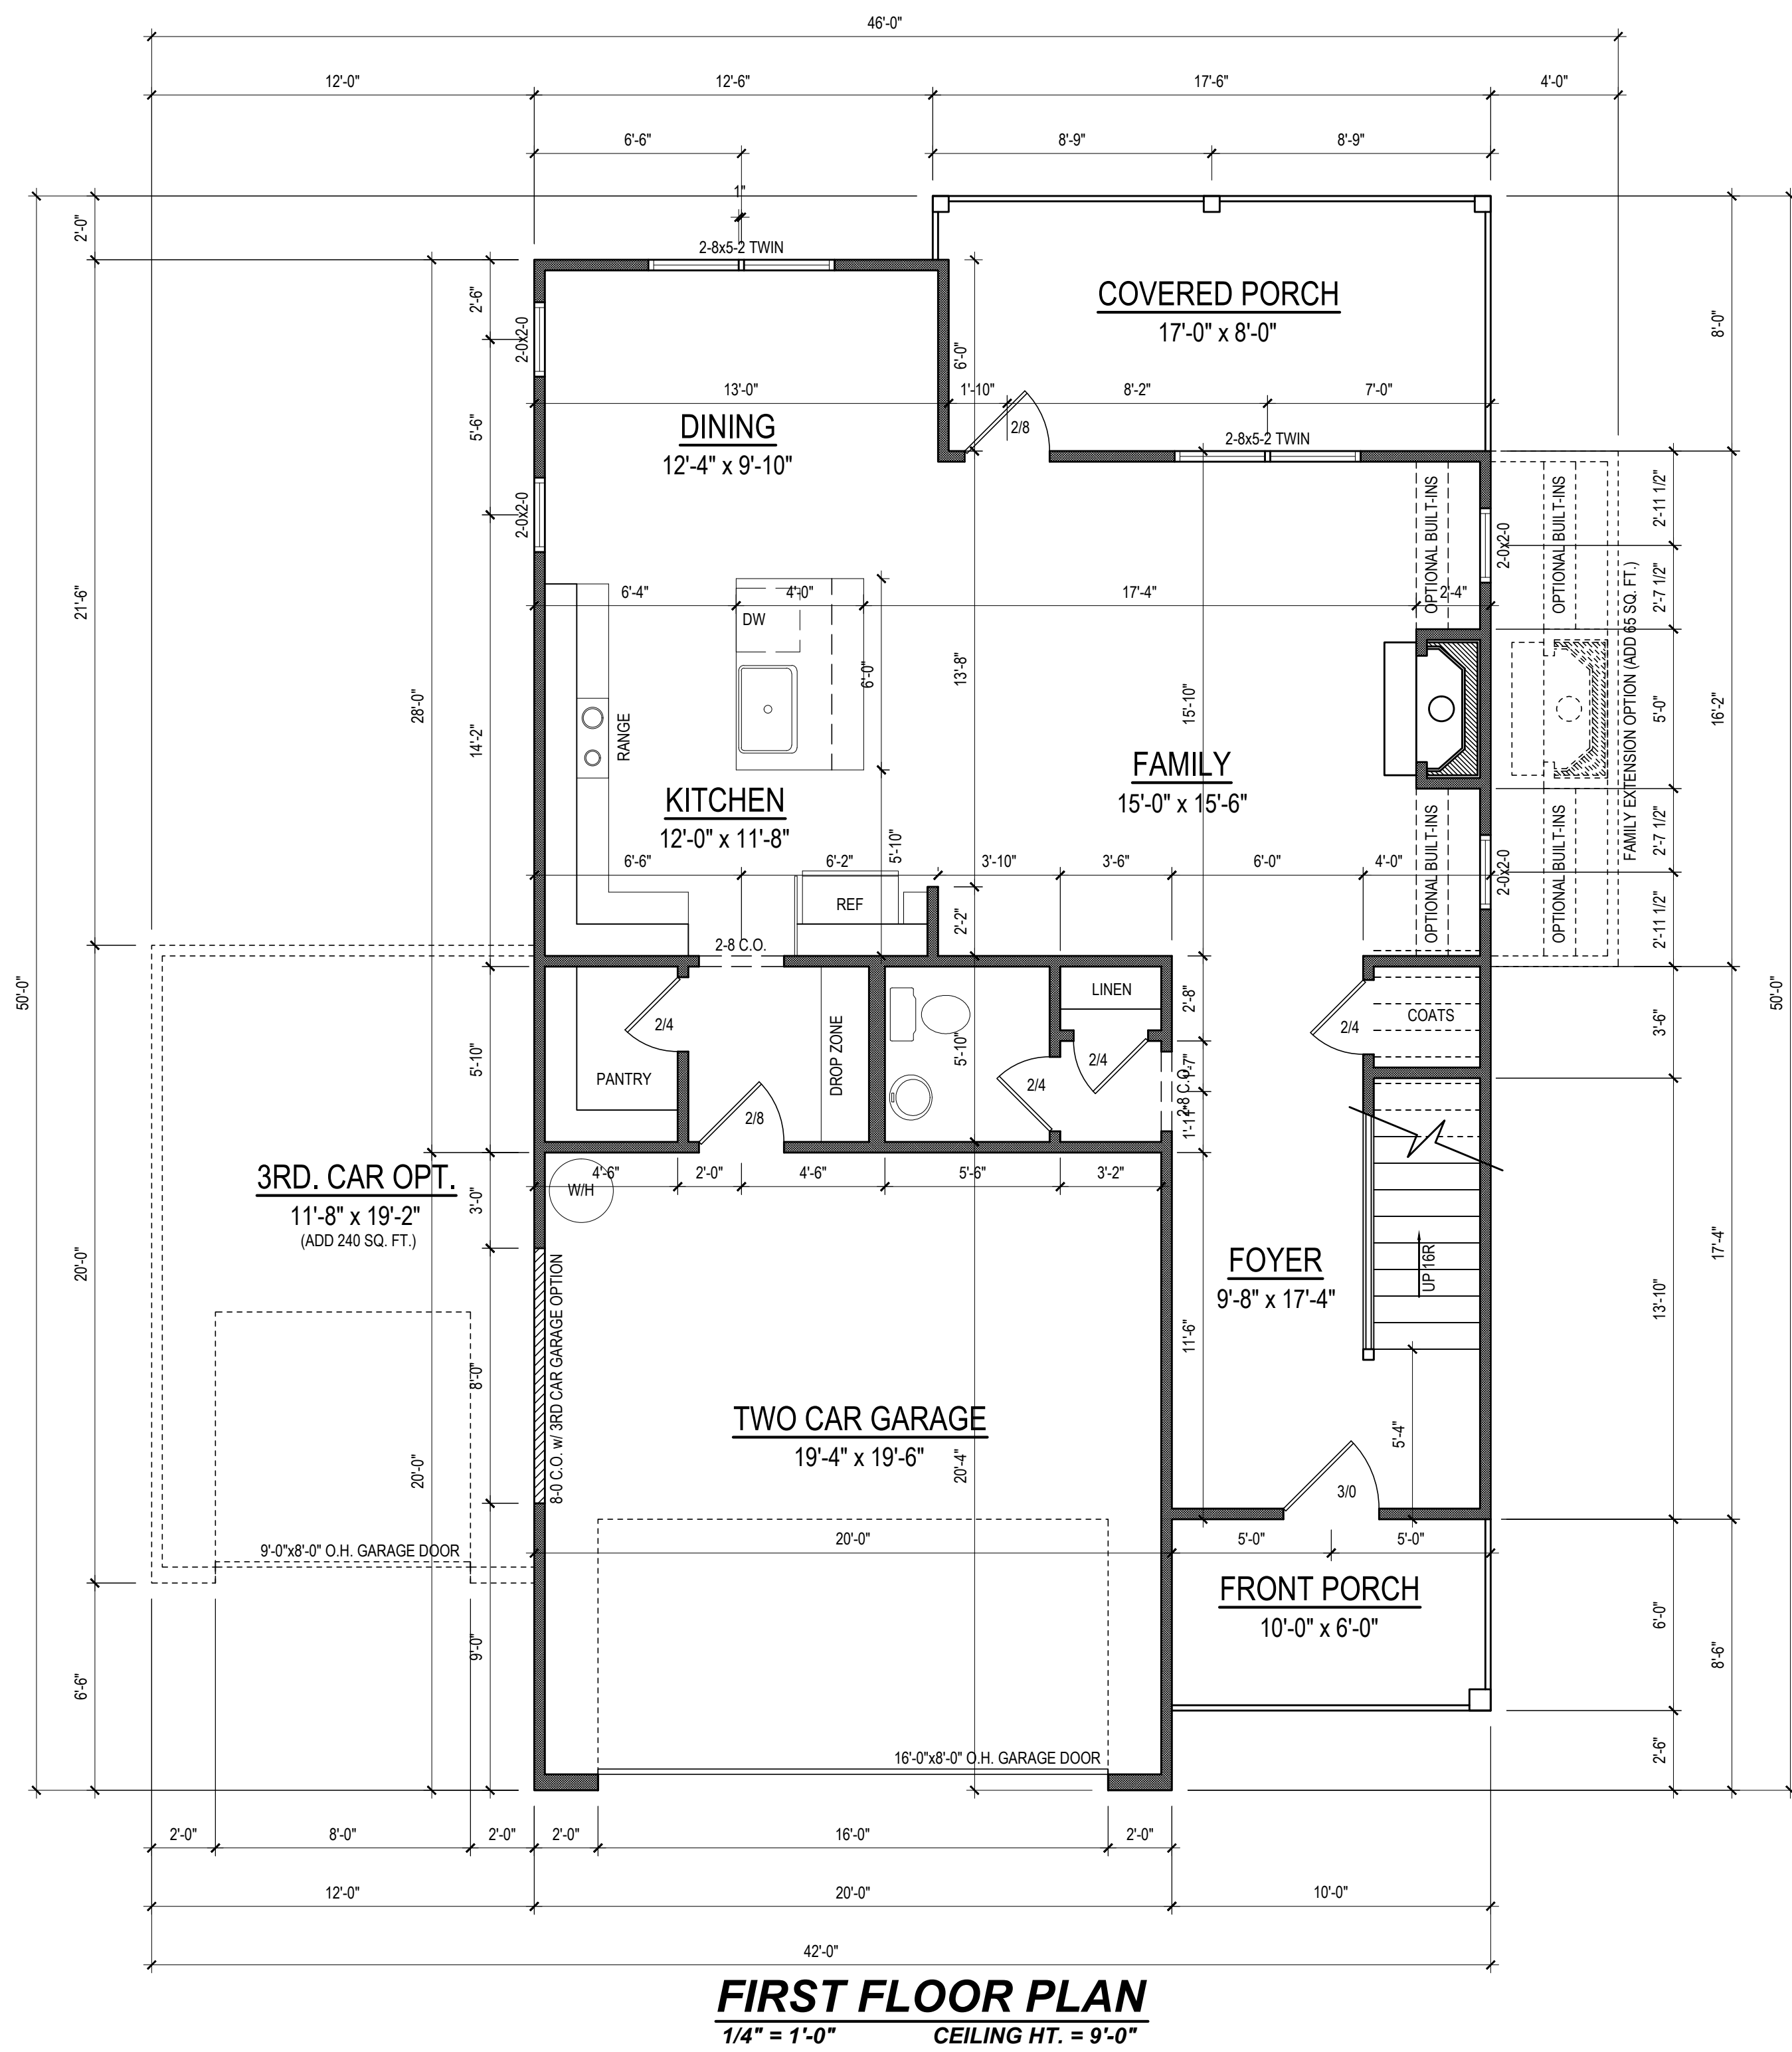 46'-0"
12'-0"
12'-6"
17'-6"
4'-0"
6'-6"
8'-9"
8'-9"
1"
2-8x5-2 TWIN
2'-0"
21'-6"
20'-0"
6'-6"
50'-0"
28'-0"
20'-0"
2'-6"
5'-6"
14'-2"
5'-10"
3'-0"
8'-0"
9'-0"
2-0x2-0
2-0x2-0
COVERED PORCH
17'-0" x 8'-0"
6'-0"
13'-0"
1'-10"
8'-2"
7'-0"
2/8
2-8x5-2 TWIN
DINING
12'-4" x 9'-10"
6'-4"
4'-0"
17'-4"
2'-4"
DW
6'-0"
13'-8"
15'-10"
RANGE
KITCHEN
12'-0" x 11'-8"
FAMILY
15'-0" x 15'-6"
OPTIONAL BUILT-INS
OPTIONAL BUILT-INS
OPTIONAL BUILT-INS
OPTIONAL BUILT-INS
2-0x2-0
2-0x2-0
FAMILY EXTENSION OPTION (ADD 65 SQ. FT.)
6'-6"
6'-2"
5'-10"
3'-10"
3'-6"
6'-0"
4'-0"
REF
2'-2"
2-8 C.O.
2/4
PANTRY
DROP ZONE
2/8
5'-10"
2/4
LINEN
2/4
2'-8"
1'-7"
2-8 C.O.
1'-11"
2/4
COATS
4'-6"
2'-0"
4'-6"
5'-6"
3'-2"
W/H
3RD. CAR OPT.
11'-8" x 19'-2"
(ADD 240 SQ. FT.)
8-0 C.O. w/ 3RD CAR GARAGE OPTION
FOYER
9'-8" x 17'-4"
UP 16R
11'-6"
5'-4"
TWO CAR GARAGE
19'-4" x 19'-6"
20'-4"
3/0
9'-0"x8'-0" O.H. GARAGE DOOR
20'-0"
5'-0"
5'-0"
FRONT PORCH
10'-0" x 6'-0"
16'-0"x8'-0" O.H. GARAGE DOOR
2'-11 1/2"
2'-7 1/2"
5'-0"
2'-7 1/2"
2'-11 1/2"
3'-6"
13'-10"
6'-0"
2'-6"
8'-0"
16'-2"
17'-4"
8'-6"
50'-0"
2'-0"
8'-0"
2'-0"
2'-0"
16'-0"
2'-0"
12'-0"
20'-0"
10'-0"
42'-0"
FIRST FLOOR PLAN
1/4" = 1'-0"
CEILING HT. = 9'-0"